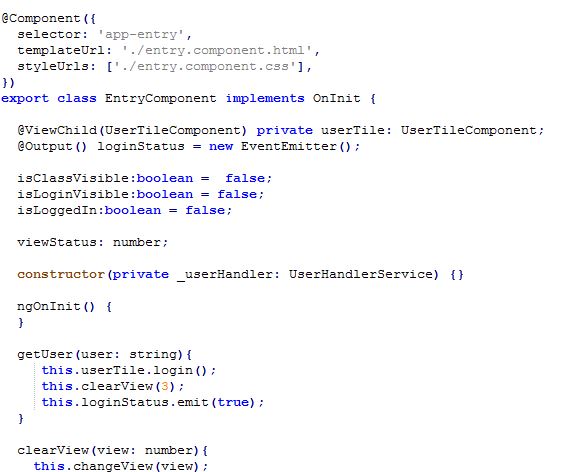 @Component({
  selector: 'app-entry',
  templateUrl: './entry.component.html',
  styleUrls: ['./entry.component.css'],
})
export class EntryComponent implements OnInit {
  @ViewChild(UserTileComponent) private userTile: UserTileComponent;
  @Output() loginStatus = new EventEmitter();
  isClassVisible:boolean =  false;
  isLoginVisible:boolean = false;
  isLoggedIn:boolean = false;
  viewStatus: number;
  constructor(private _userHandler: UserHandlerService) {}
  ngOnInit() {
  }
  getUser(user: string){
     this.userTile.login();
     this.clearView(3);
     this.loginStatus.emit(true);
  }
  clearView(view: number){
    this.changeView(view);